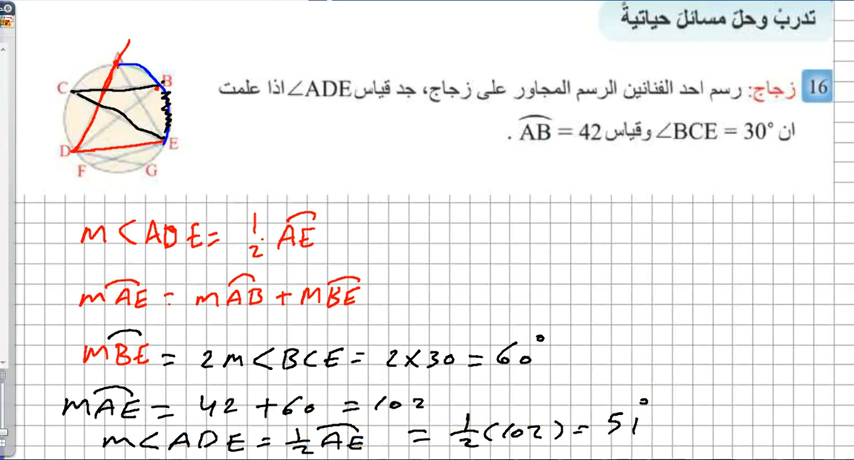 تدربْ وحلّ مسائلَ حياتيةً
16 زجاج: رسم احد الفنانين الرسم المجاور على زجاج، جد قياس ADE∠ اذا علمت
ان ∠BCE = 30° وقياس AB = 42 .
A
C B
D E
F G
m<ADE = 1/2 . AE
mAE = mAB + MBE
MBE = 2m<BCE = 2×30 = 60°
MAE = 42 + 60 = 102
m<ADE = 1/2 AE = 1/2 (102) = 51°